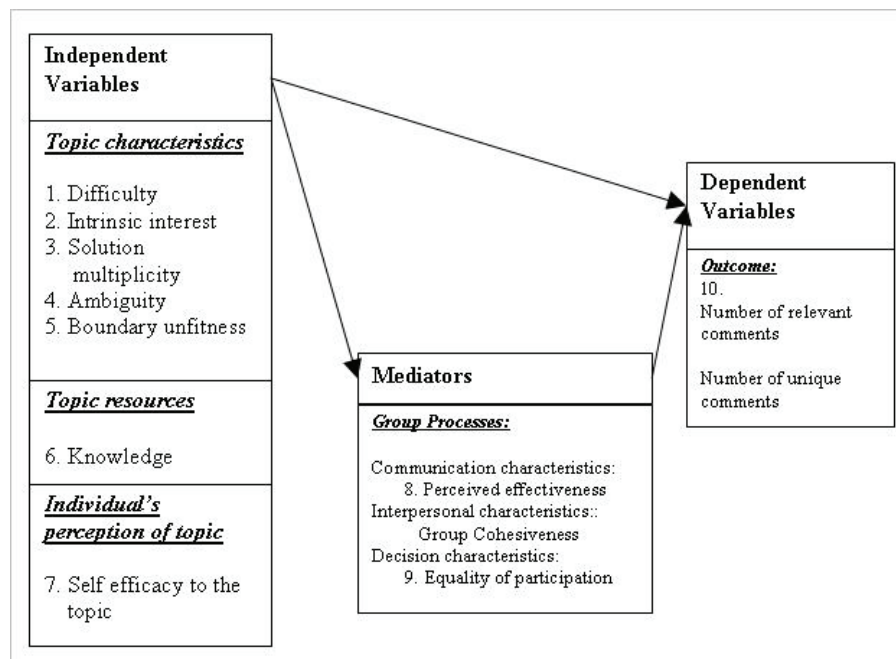 Independent
Variables
Topic characteristics
1. Difficulty
2. Intrinsic interest
3. Solution
multiplicity
4. Ambiguity
5. Boundary unfitness
Topic resources
6. Knowledge
Individual's
perception of topic
7. Self efficacy to the
topic
Mediators
Group Processes:
Communication characteristics:
8. Perceived effectiveness
Interpersonal characteristics::
Group Cohesiveness
Decision characteristics:
9. Equality of participation
Dependent
Variables
Outcome:
10.
Number of relevant
comments
Number of unique
comments